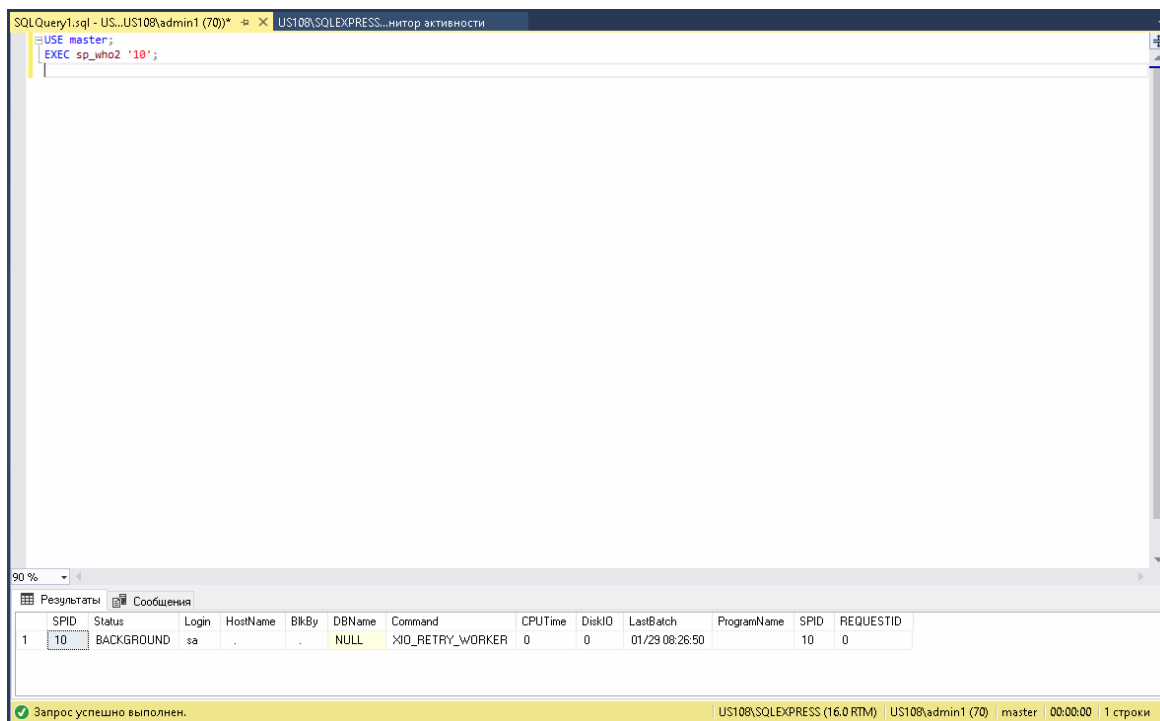 SQLQuery1.sql - US...US108\admin1 (70))* US108\SQLEXPRESS...нитор активности
USE master;
EXEC sp_who2 '10';
90 %
Результаты Сообщения
SPID Status Login HostName BlkBy DBName Command CPUTime DiskIO LastBatch ProgramName SPID REQUESTID
1 10 BACKGROUND sa . . NULL XIO_RETRY_WORKER 0 0 01/29 08:26:50 10 0
Запрос успешно выполнен. US108\SQLEXPRESS (16.0 RTM) US108\admin1 (70) master 00:00:00 1 строки